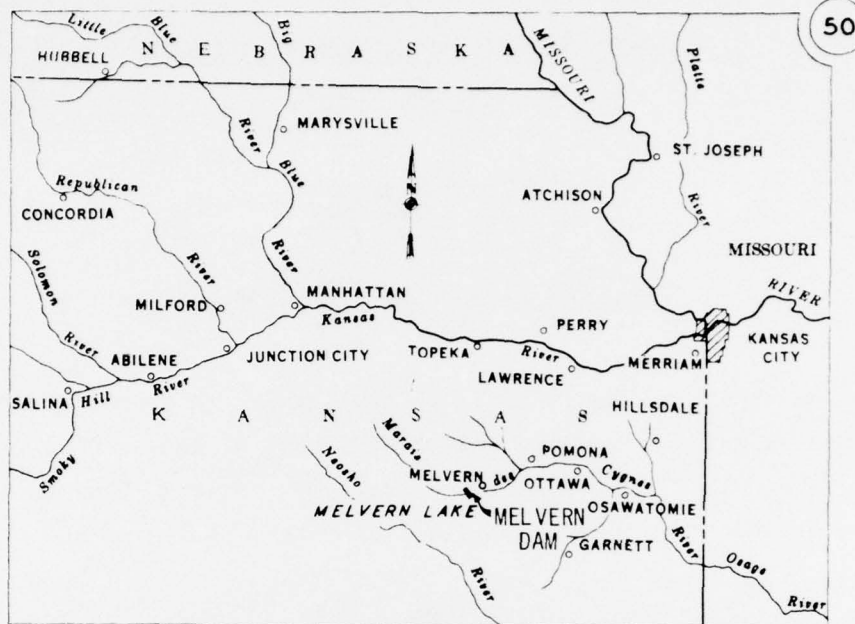 50
Little Blue River
Big Blue River
NEBRASKA
MISSOURI RIVER
Platte River
HUBBELL
MARYSVILLE
ST. JOSEPH
ATCHISON
N
Republican River
CONCORDIA
MISSOURI
Solomon River
MILFORD
MANHATTAN
Kansas River
PERRY
KANSAS
CITY
ABILENE
JUNCTION CITY
TOPEKA
LAWRENCE
MERRIAM
SALINA
Smoky Hill River
KANSAS
HILLSDALE
Marais des Cygnes River
Neosho River
POMONA
MELVERN
OTTAWA
OSAWATOMIE
MELVERN LAKE
MELVERN
DAM
GARNETT
Osage River